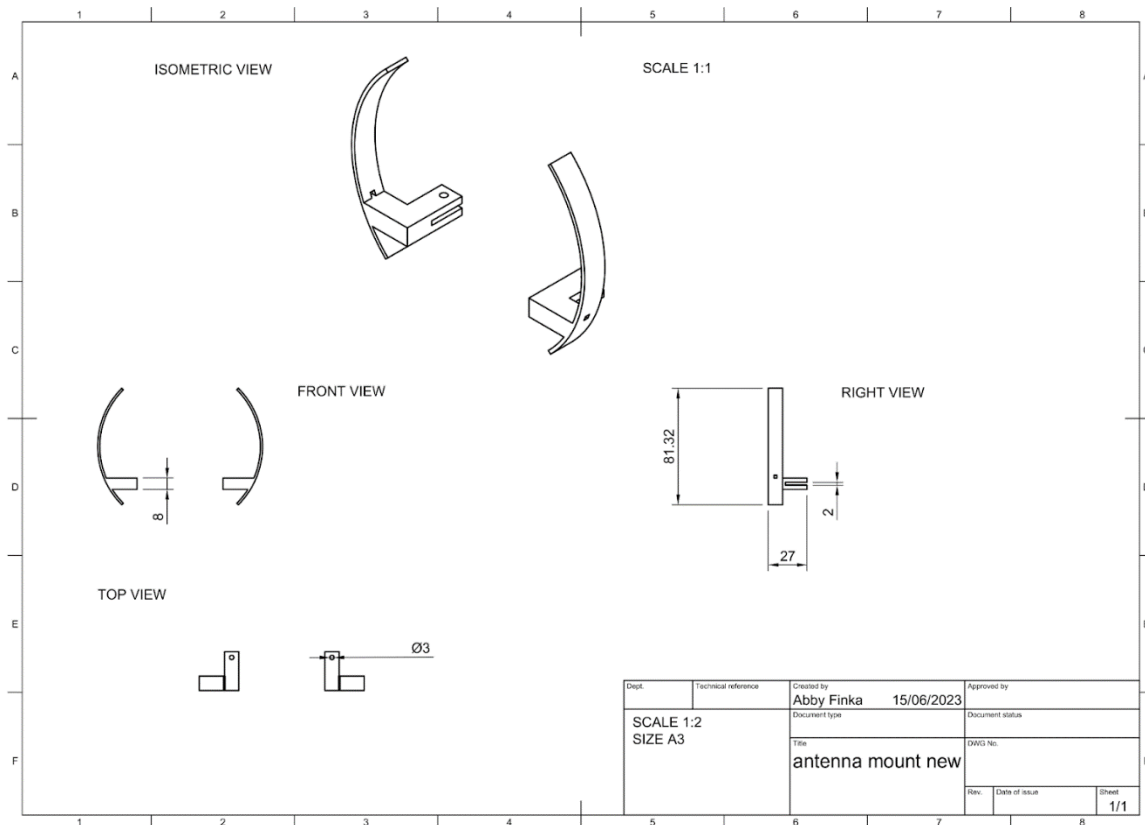 1 2 3 4 5 6 7 8
A
ISOMETRIC VIEW
SCALE 1:1
B
C
FRONT VIEW
RIGHT VIEW
81.32
D
8
2
27
TOP VIEW
E
Ø3
Dept.
Technical reference
Created by
Approved by
Abby Finka 15/06/2023
SCALE 1:2
SIZE A3
Document type
Document status
Title
DWG No.
antenna mount new
F
Rev.
Date of issue
Sheet
1/1
1 2 3 4 5 6 7 8